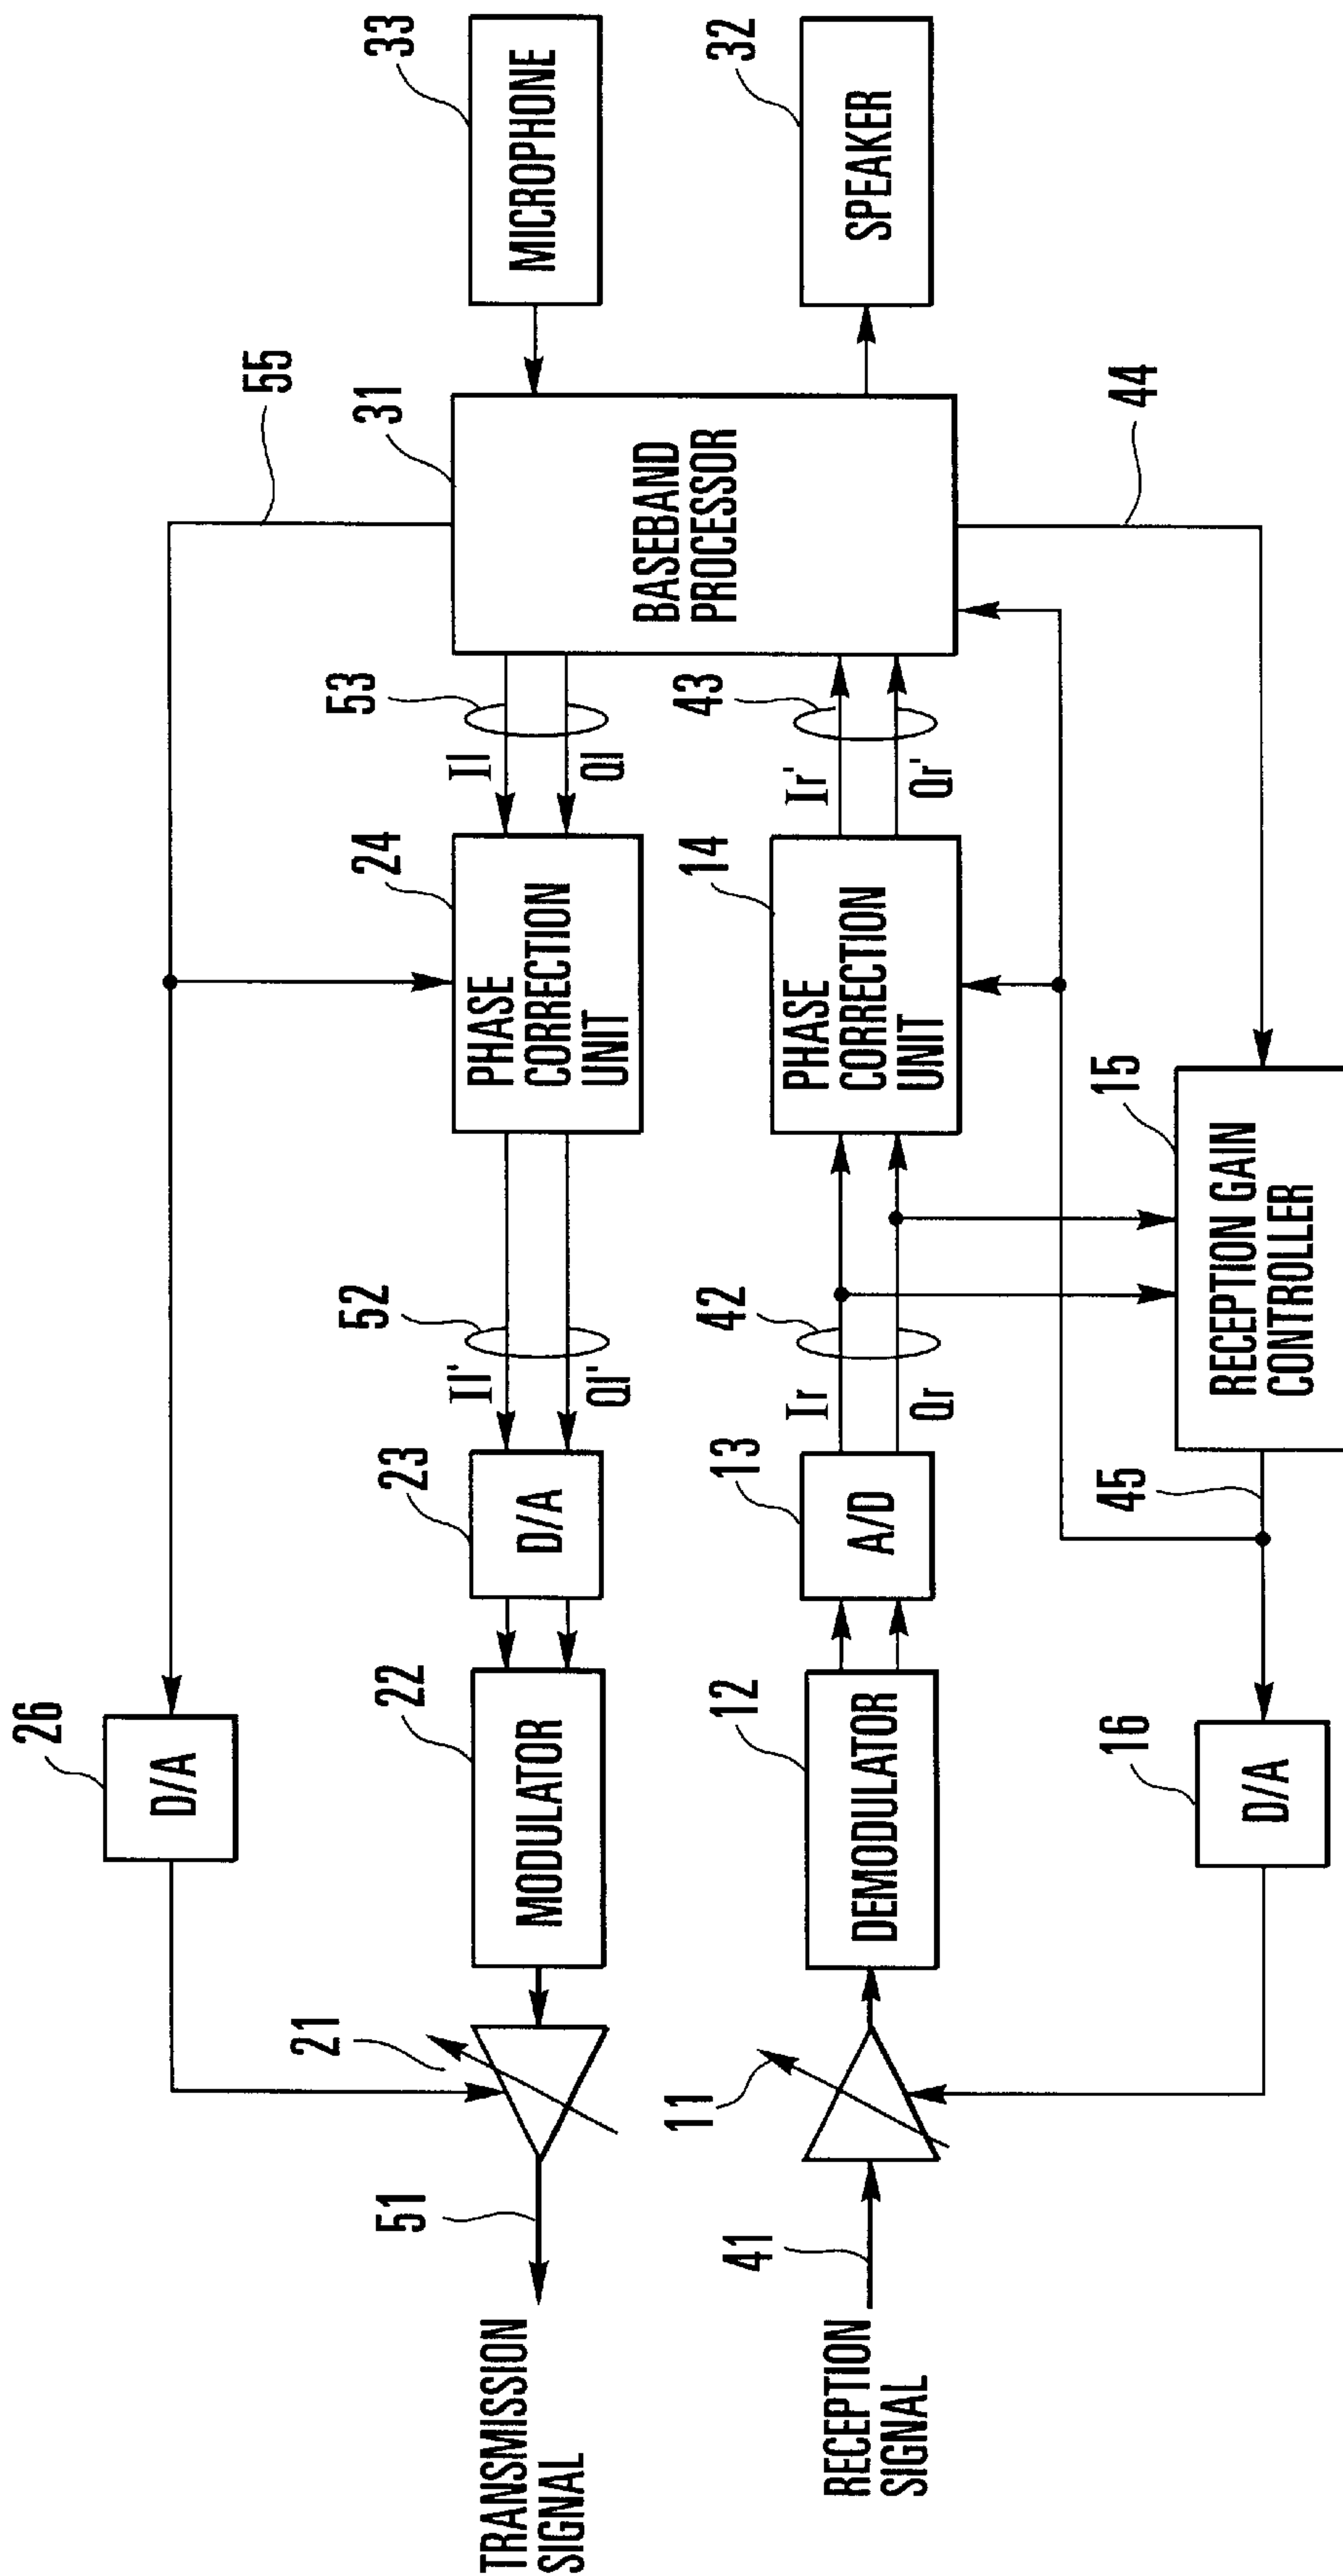 26
D/A
55
TRANSMISSION
SIGNAL
51
21
22
MODULATOR
23
D/A
52
Il'
Ql'
24
PHASE
CORRECTION
UNIT
53
Il
Ql
31
BASEBAND
PROCESSOR
33
MICROPHONE
RECEPTION
SIGNAL
41
11
12
DEMODULATOR
13
A/D
42
Ir
Qr
14
PHASE
CORRECTION
UNIT
43
Ir'
Qr'
32
SPEAKER
44
16
D/A
45
15
RECEPTION GAIN
CONTROLLER